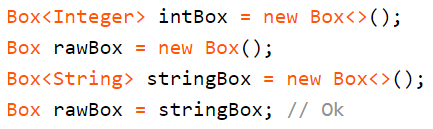 Box<Integer> intBox = new Box<>();
Box rawBox = new Box();
Box<String> stringBox = new Box<>();
Box rawBox = stringBox; // Ok